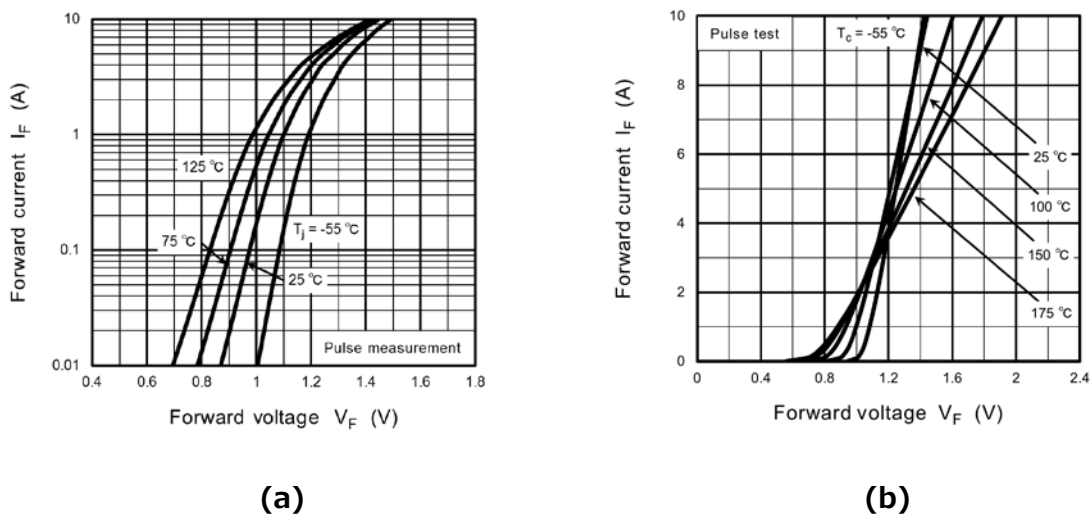 Forward current I_F (A)
10
1
0.1
0.01
125 °C
75 °C
T_j = -55 °C
25 °C
Pulse measurement
0.4 0.6 0.8 1 1.2 1.4 1.6 1.8
Forward voltage V_F (V)
(a)
Forward current I_F (A)
10
8
6
4
2
0
Pulse test
T_c = -55 °C
25 °C
100 °C
150 °C
175 °C
0 0.4 0.8 1.2 1.6 2 2.4
Forward voltage V_F (V)
(b)